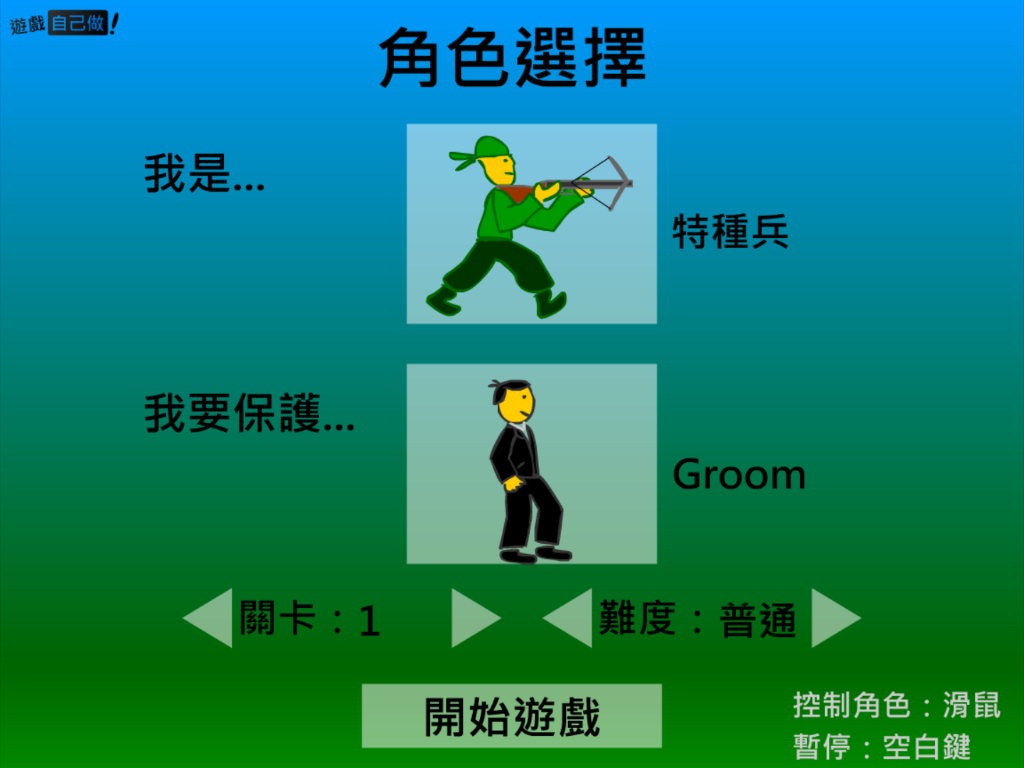 遊戲自己做!
角色選擇
我是...
特種兵
我要保護...
Groom
關卡：1
難度：普通
開始遊戲
控制角色：滑鼠
暫停：空白鍵